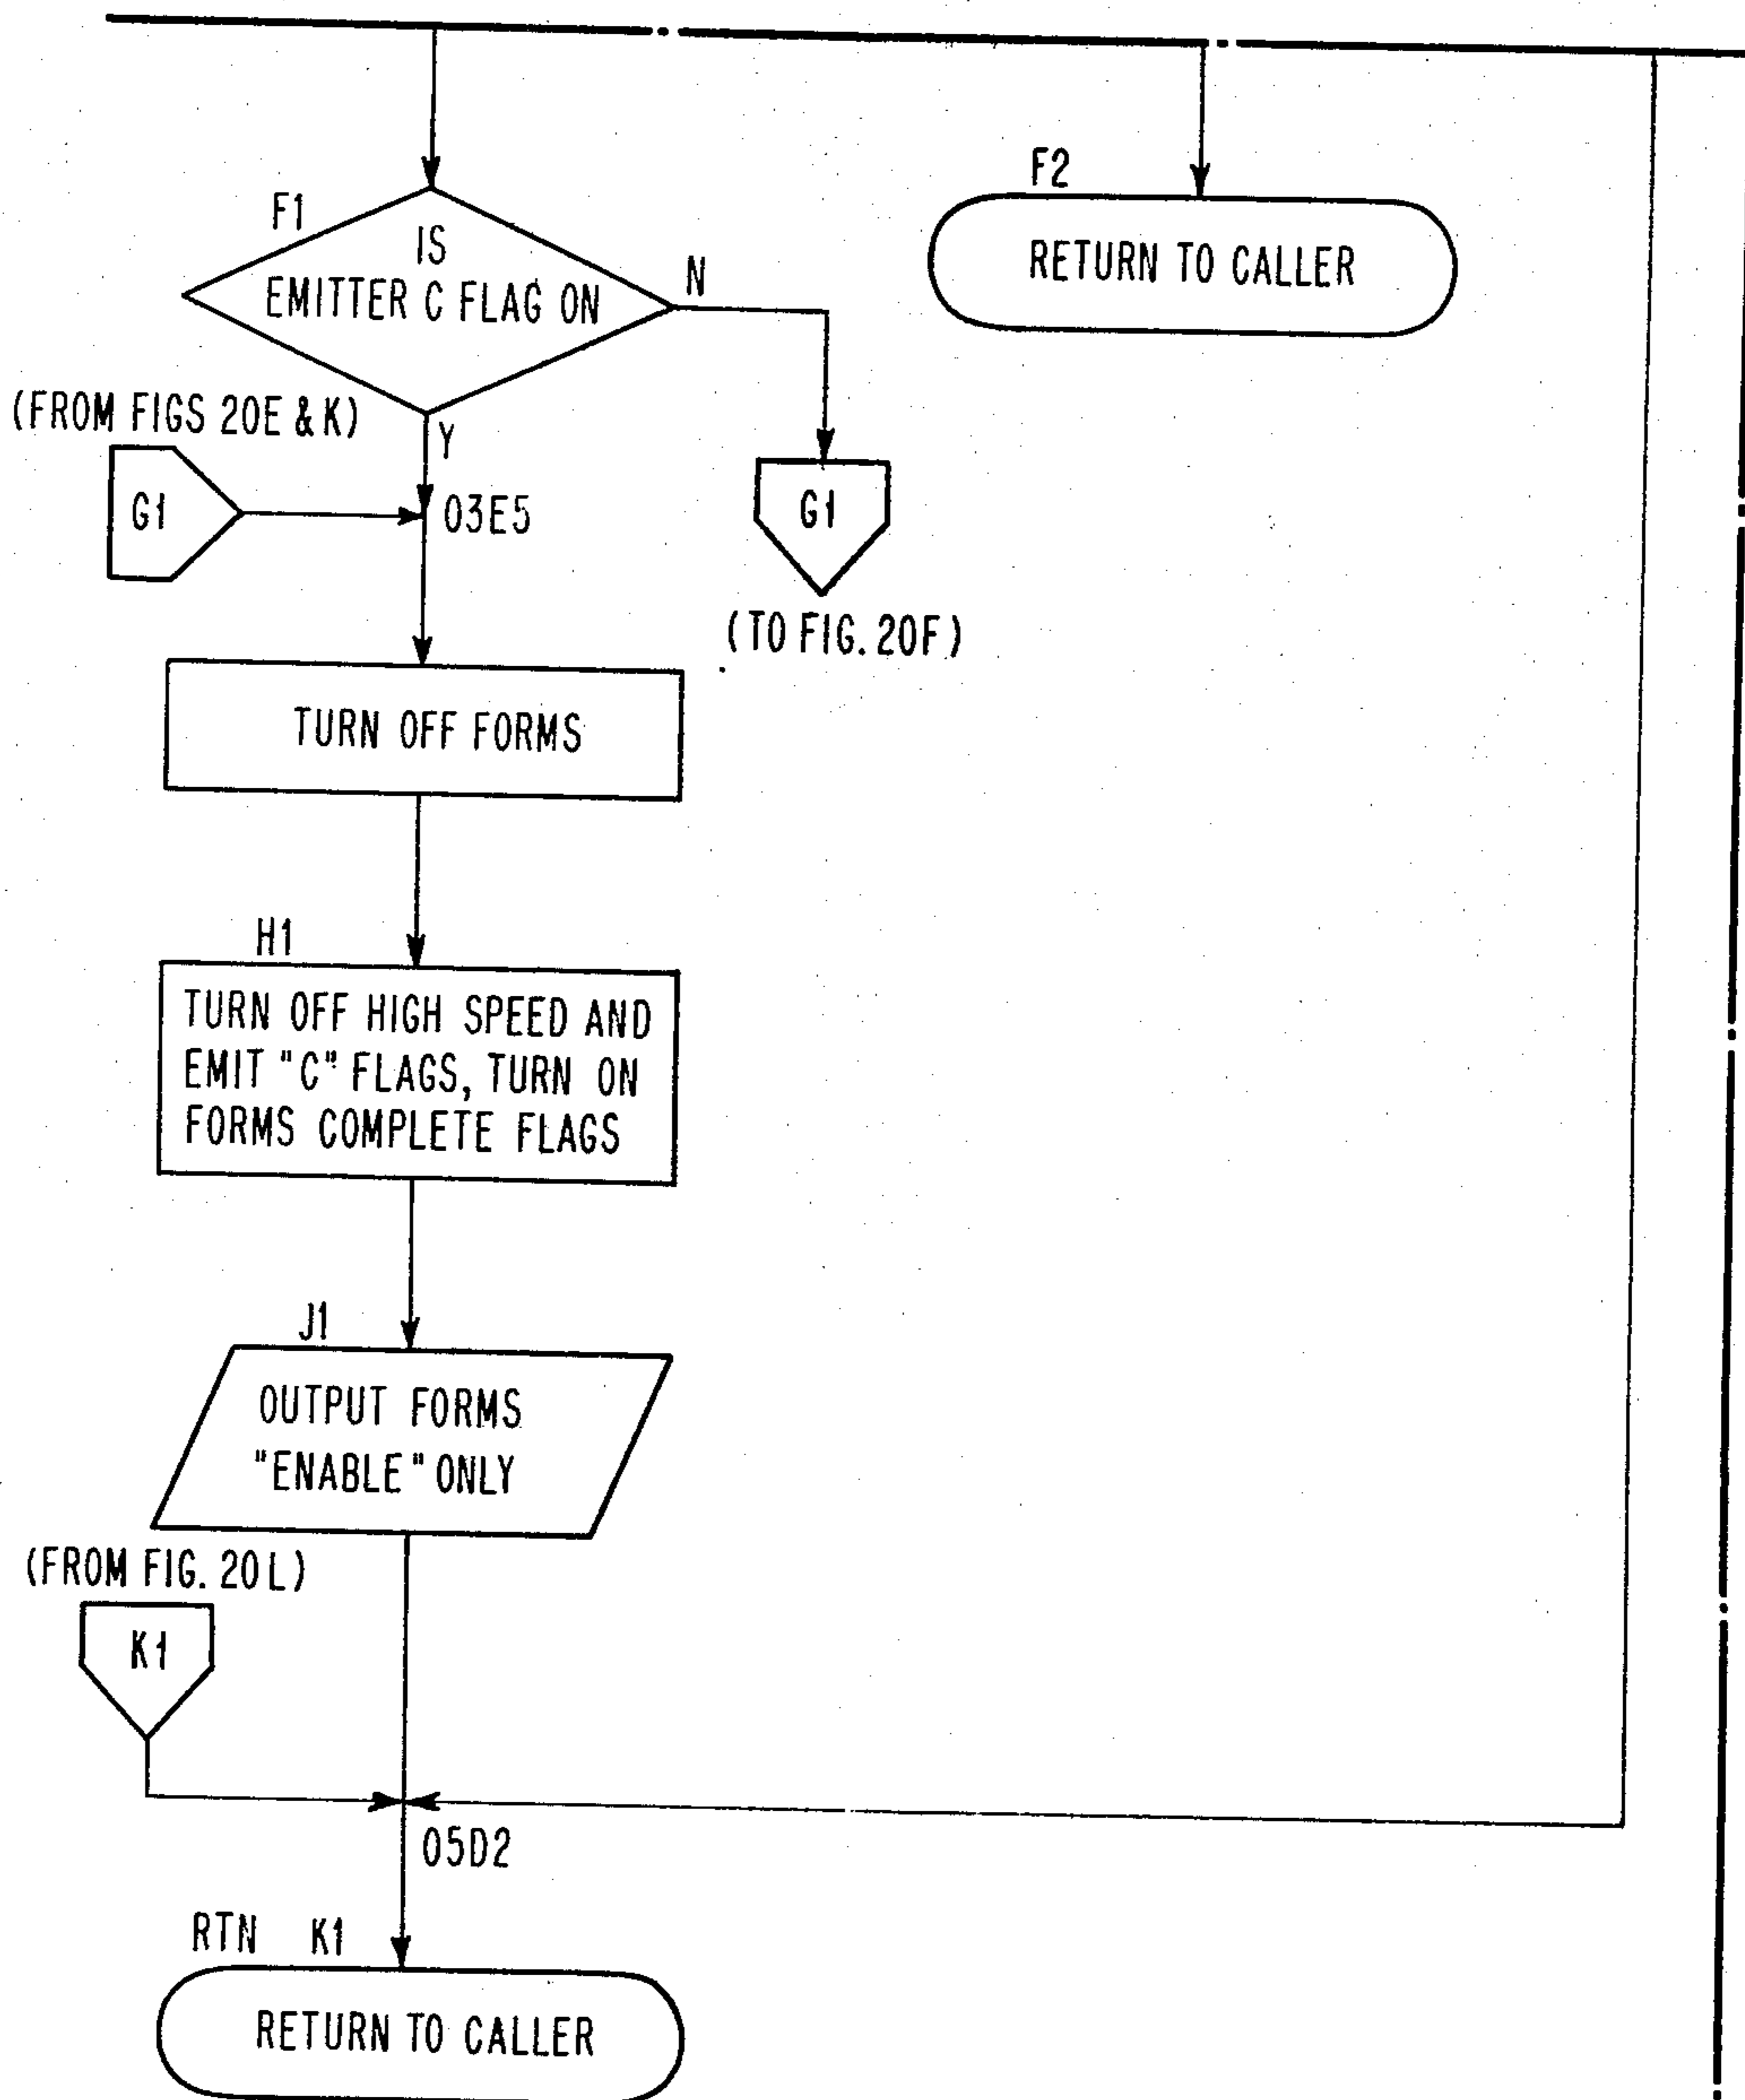 F1
IS
EMITTER C FLAG ON
N
F2
RETURN TO CALLER
(FROM FIGS 20E & K)
Y
G1
03E5
G1
(TO FIG. 20F)
TURN OFF FORMS
H1
TURN OFF HIGH SPEED AND
EMIT "C" FLAGS, TURN ON
FORMS COMPLETE FLAGS
J1
OUTPUT FORMS
"ENABLE" ONLY
(FROM FIG. 20L)
K1
05D2
RTN K1
RETURN TO CALLER